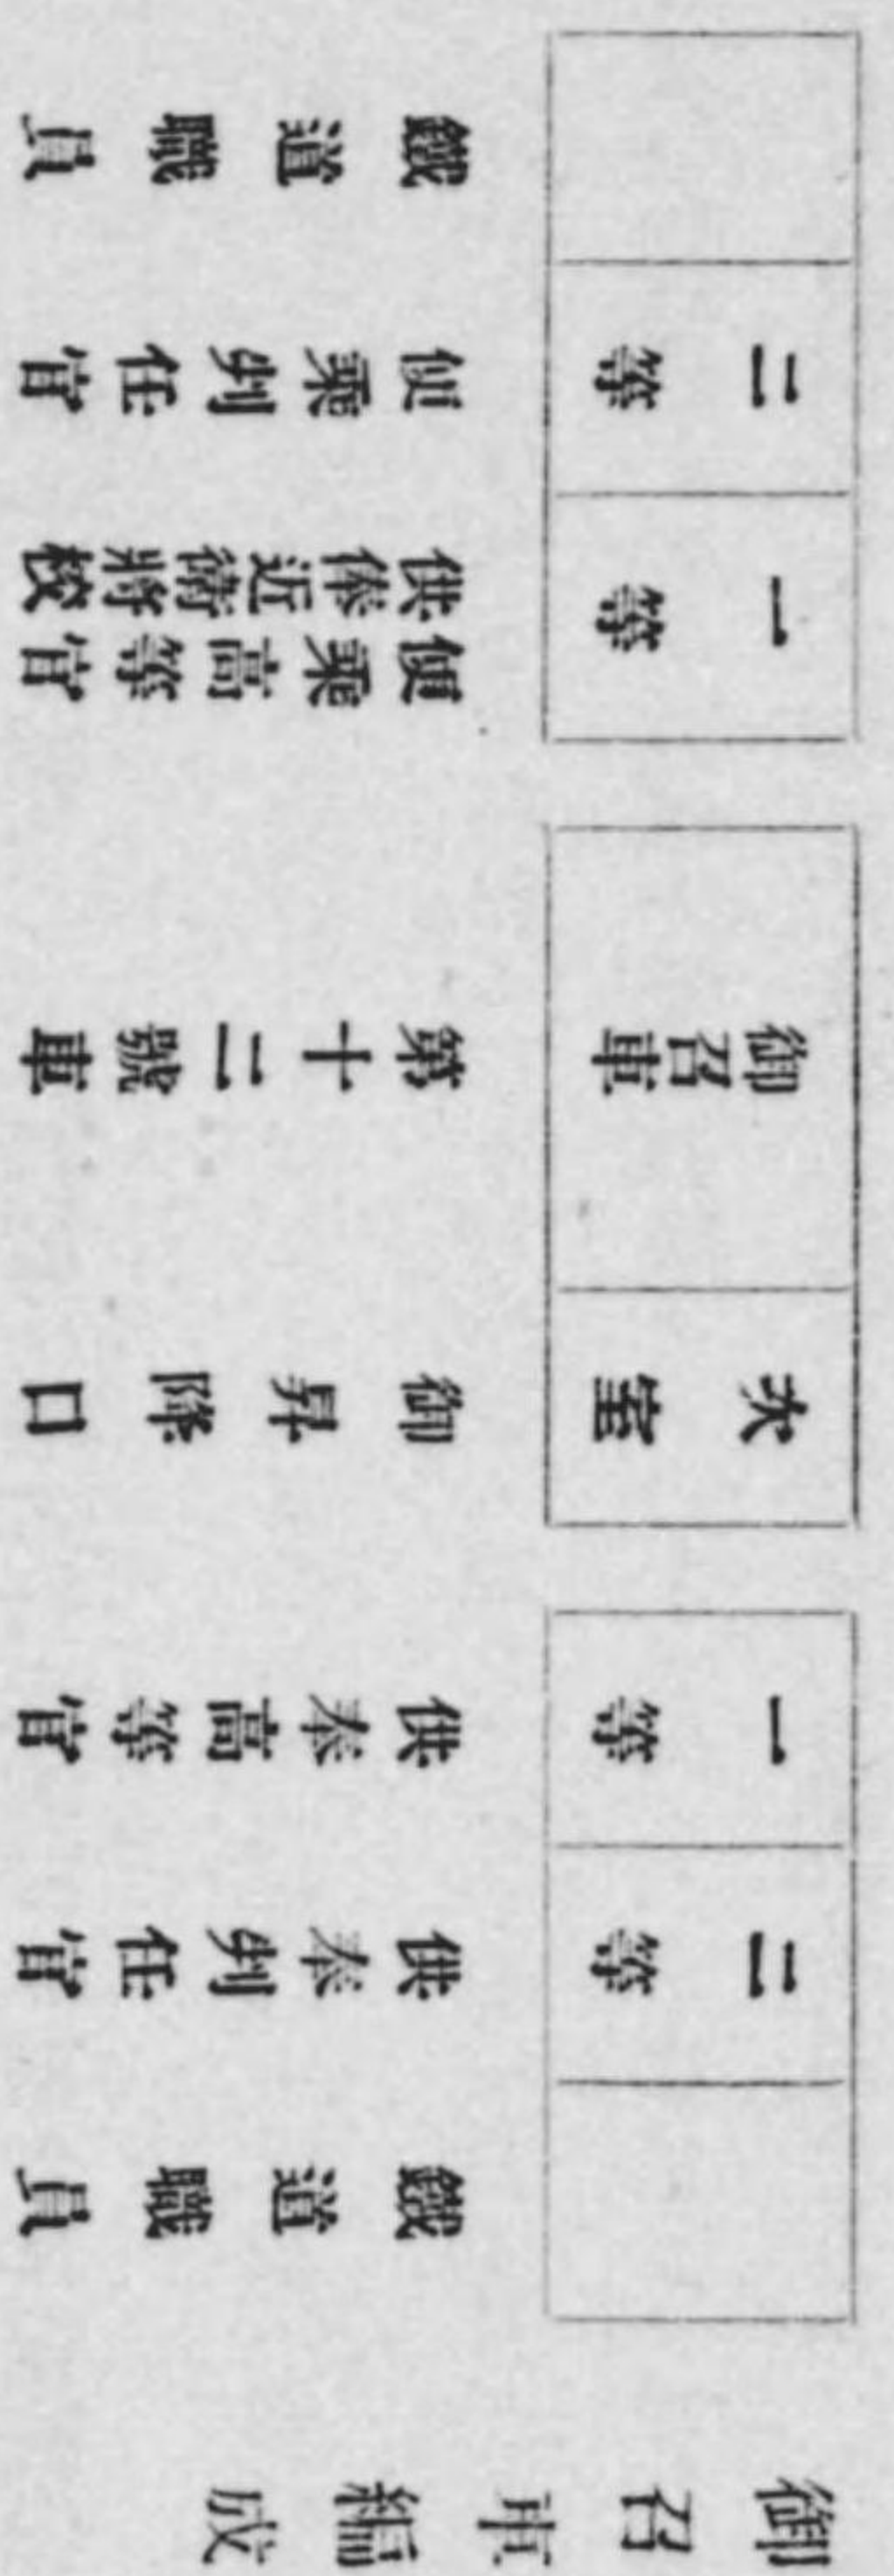 御召車編成
鐵道職員
二等
供奉判任官
一等
供奉高等官
次室
御昇降口
御召車
第十二號車
一等
便乘高等官
供奉近衛將校
二等
便乘判任官
鐵道職員